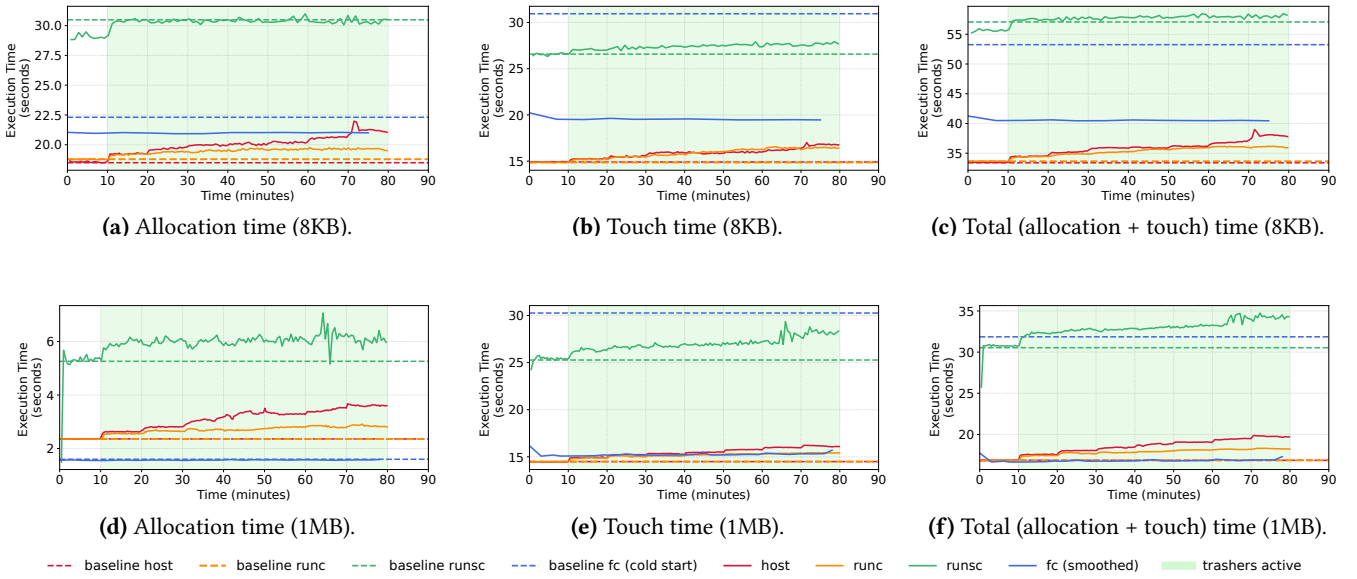 Execution Time
(seconds)
30.0
27.5
25.0
22.5
20.0
0 10 20 30 40 50 60 70 80 90
Time (minutes)
(a) Allocation time (8KB).
Execution Time
(seconds)
30
25
20
15
0 10 20 30 40 50 60 70 80 90
Time (minutes)
(b) Touch time (8KB).
Execution Time
(seconds)
55
50
45
40
35
0 10 20 30 40 50 60 70 80 90
Time (minutes)
(c) Total (allocation + touch) time (8KB).
Execution Time
(seconds)
6
4
2
0 10 20 30 40 50 60 70 80 90
Time (minutes)
(d) Allocation time (1MB).
Execution Time
(seconds)
30
25
20
15
0 10 20 30 40 50 60 70 80 90
Time (minutes)
(e) Touch time (1MB).
Execution Time
(seconds)
35
30
25
20
0 10 20 30 40 50 60 70 80 90
Time (minutes)
(f) Total (allocation + touch) time (1MB).
baseline host baseline runc baseline runsc baseline fc (cold start) host runc runsc fc (smoothed) trashers active